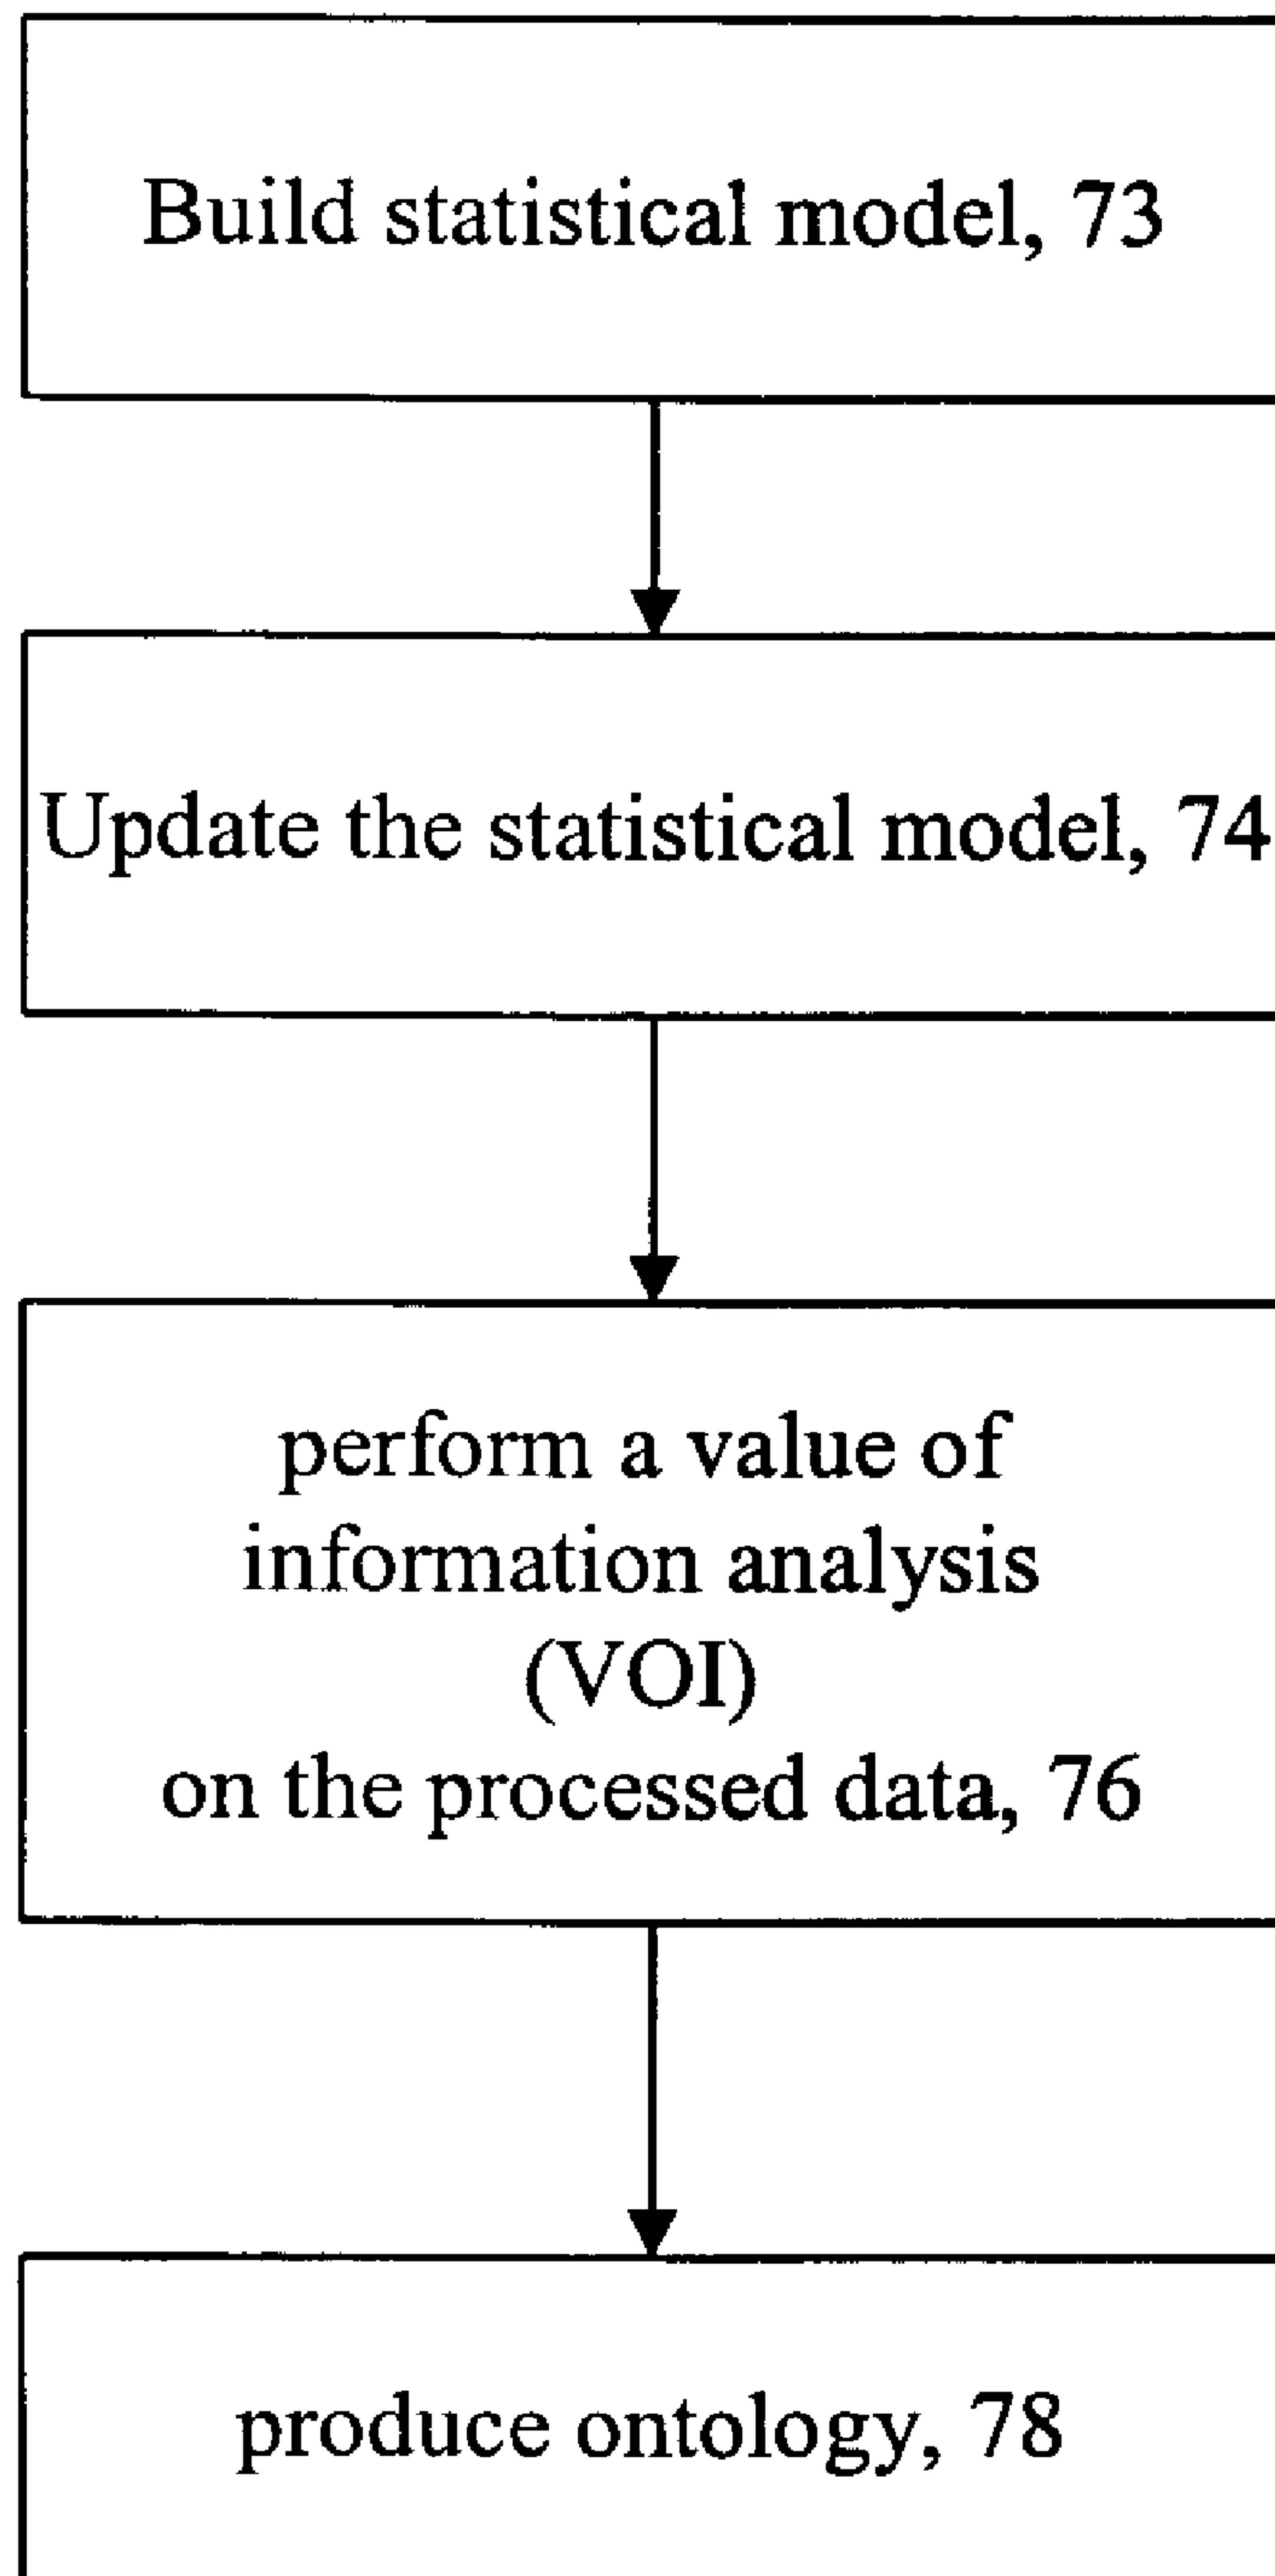 Build statistical model, 73
Update the statistical model, 74
perform a value of
information analysis
(VOI)
on the processed data, 76
produce ontology, 78